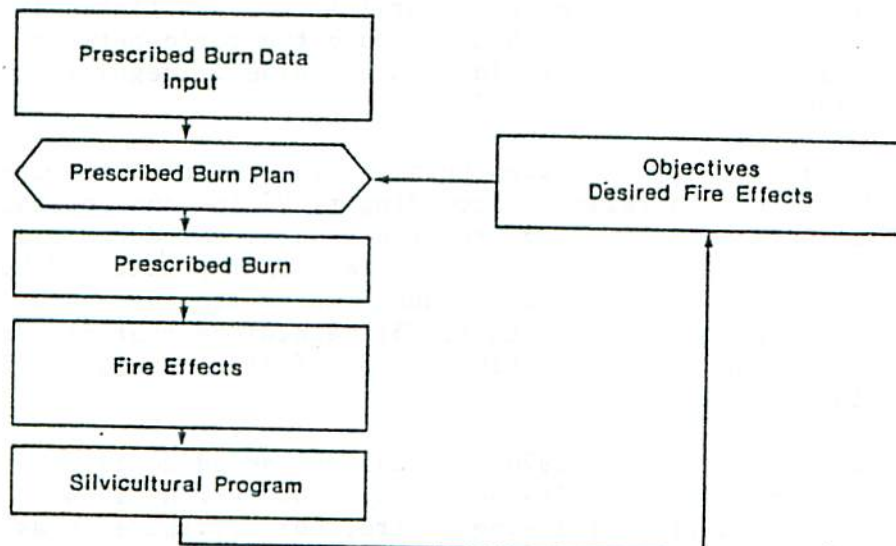 Prescribed Burn Data
Input
Prescribed Burn Plan
Objectives
Desired Fire Effects
Prescribed Burn
Fire Effects
Silvicultural Program